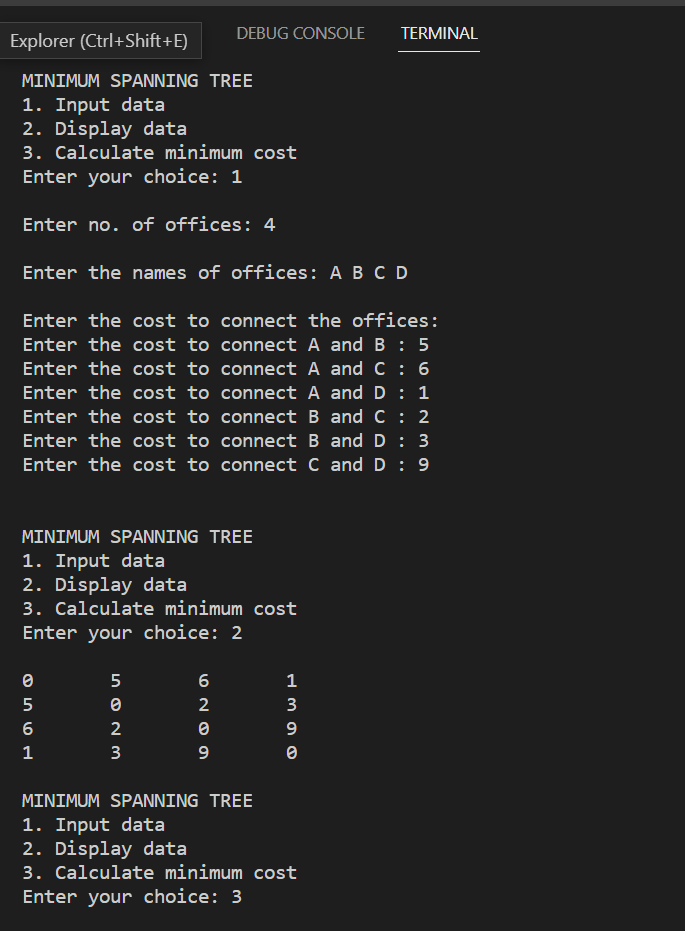 Explorer (Ctrl+Shift+E) DEBUG CONSOLE TERMINAL
MINIMUM SPANNING TREE
1. Input data
2. Display data
3. Calculate minimum cost
Enter your choice: 1
Enter no. of offices: 4
Enter the names of offices: A B C D
Enter the cost to connect the offices:
Enter the cost to connect A and B : 5
Enter the cost to connect A and C : 6
Enter the cost to connect A and D : 1
Enter the cost to connect B and C : 2
Enter the cost to connect B and D : 3
Enter the cost to connect C and D : 9
MINIMUM SPANNING TREE
1. Input data
2. Display data
3. Calculate minimum cost
Enter your choice: 2
0 5 6 1
5 0 2 3
6 2 0 9
1 3 9 0
MINIMUM SPANNING TREE
1. Input data
2. Display data
3. Calculate minimum cost
Enter your choice: 3